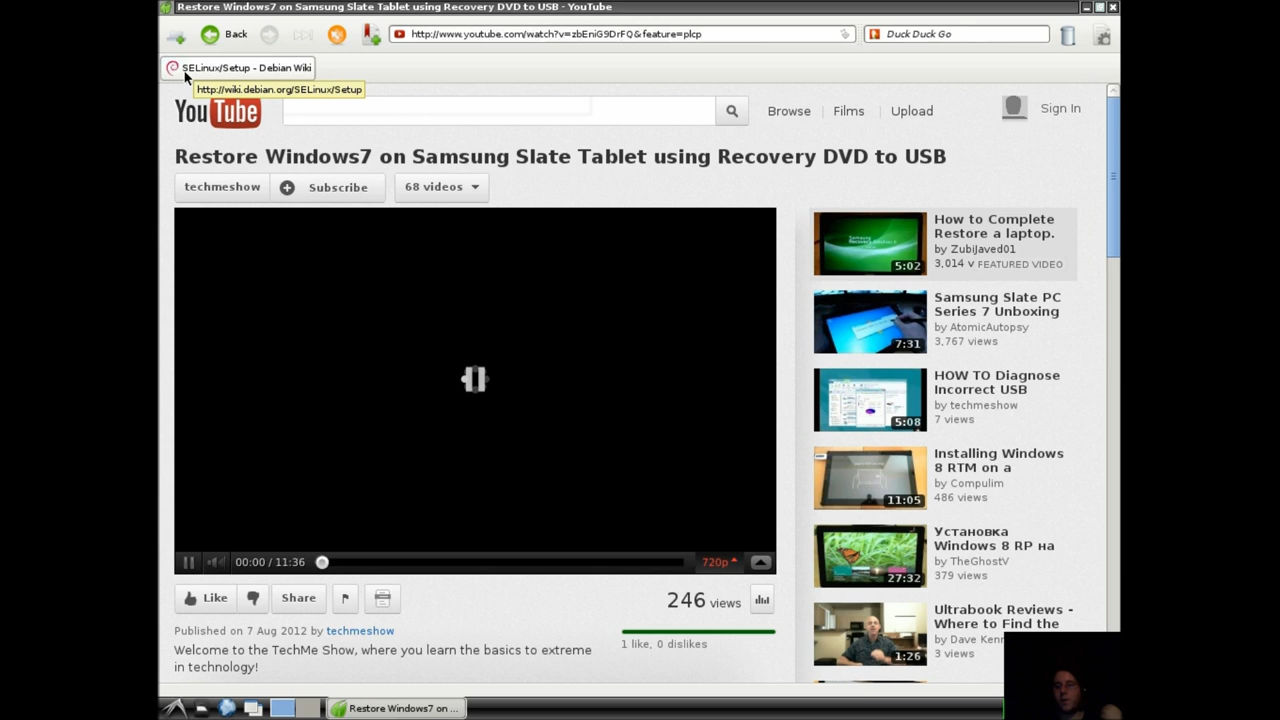 Restore Windows7 on Samsung Slate Tablet using Recovery DVD to USB - YouTube
Back
http://www.youtube.com/watch?v=zbEniG9DrFQ&feature=plcp
Duck Duck Go
SELinux/Setup - Debian Wiki
http://wiki.debian.org/SELinux/Setup
YouTube
Browse
Films
Upload
Sign In
Restore Windows7 on Samsung Slate Tablet using Recovery DVD to USB
techmeshow
Subscribe
68 videos
00:00 / 11:36
720p
Like
Share
246 views
Published on 7 Aug 2012 by techmeshow
1 like, 0 dislikes
Welcome to the TechMe Show, where you learn the basics to extreme
in technology!
5:02
How to Complete
Restore a laptop.
by ZubiJaved01
3,014 v FEATURED VIDEO
7:31
Samsung Slate PC
Series 7 Unboxing
by AtomicAutopsy
3,767 views
5:08
HOW TO Diagnose
Incorrect USB
by techmeshow
7 views
11:05
Installing Windows
8 RTM on a
by Compulim
486 views
27:32
Установка
Windows 8 RP на
by TheGhostV
379 views
1:26
Ultrabook Reviews -
Where to Find the
by Dave Kenn
3 views
Restore Windows7 on ...